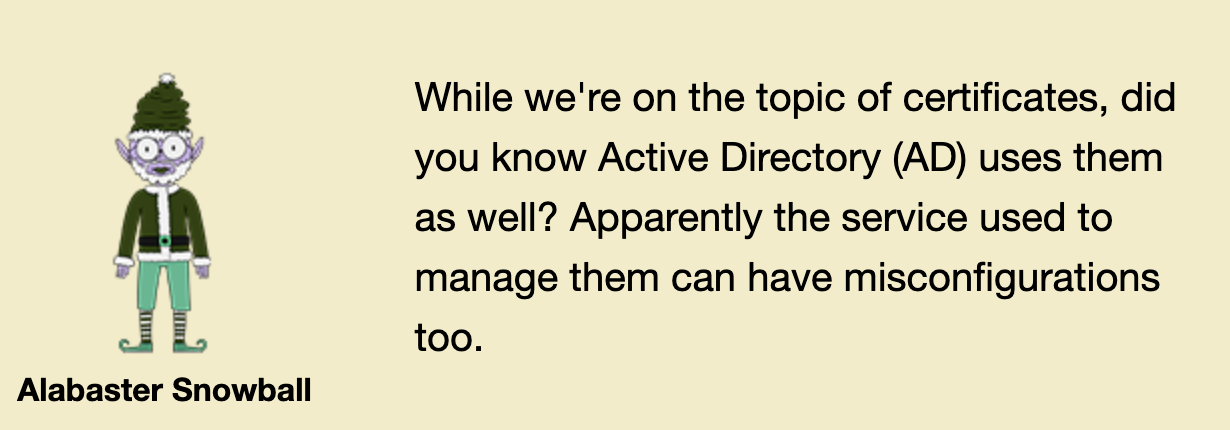 While we're on the topic of certificates, did
you know Active Directory (AD) uses them
as well? Apparently the service used to
manage them can have misconfigurations
too.
Alabaster Snowball